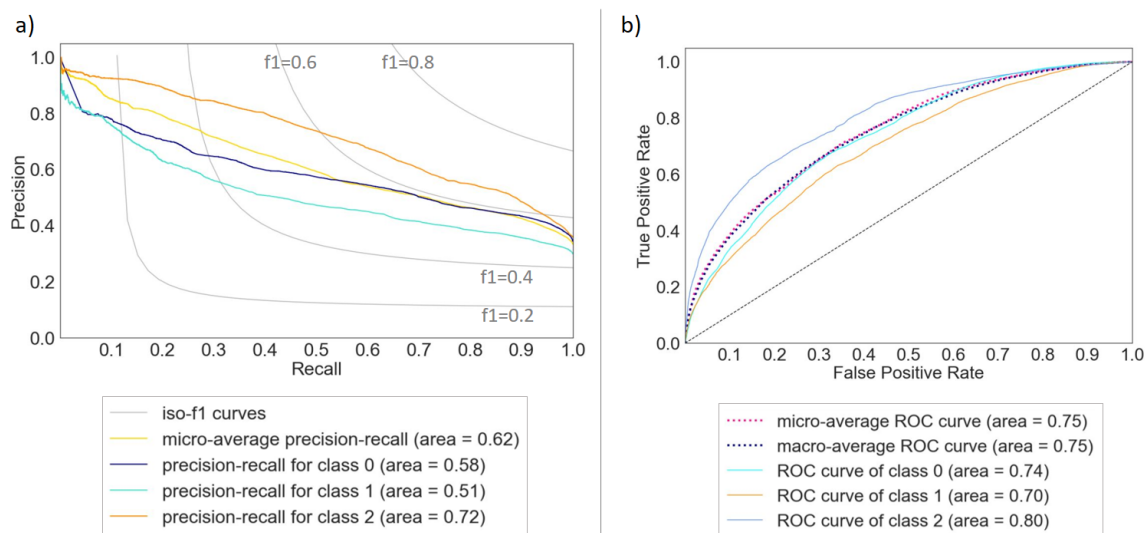 a)
1.0
0.8
0.6
0.4
0.2
0.0
Precision
f1=0.6
f1=0.8
f1=0.4
f1=0.2
0.1 0.2 0.3 0.4 0.5 0.6 0.7 0.8 0.9 1.0
Recall
iso-f1 curves
micro-average precision-recall (area = 0.62)
precision-recall for class 0 (area = 0.58)
precision-recall for class 1 (area = 0.51)
precision-recall for class 2 (area = 0.72)
b)
1.0
0.8
0.6
0.4
0.2
0.0
True Positive Rate
0.1 0.2 0.3 0.4 0.5 0.6 0.7 0.8 0.9 1.0
False Positive Rate
micro-average ROC curve (area = 0.75)
macro-average ROC curve (area = 0.75)
ROC curve of class 0 (area = 0.74)
ROC curve of class 1 (area = 0.70)
ROC curve of class 2 (area = 0.80)